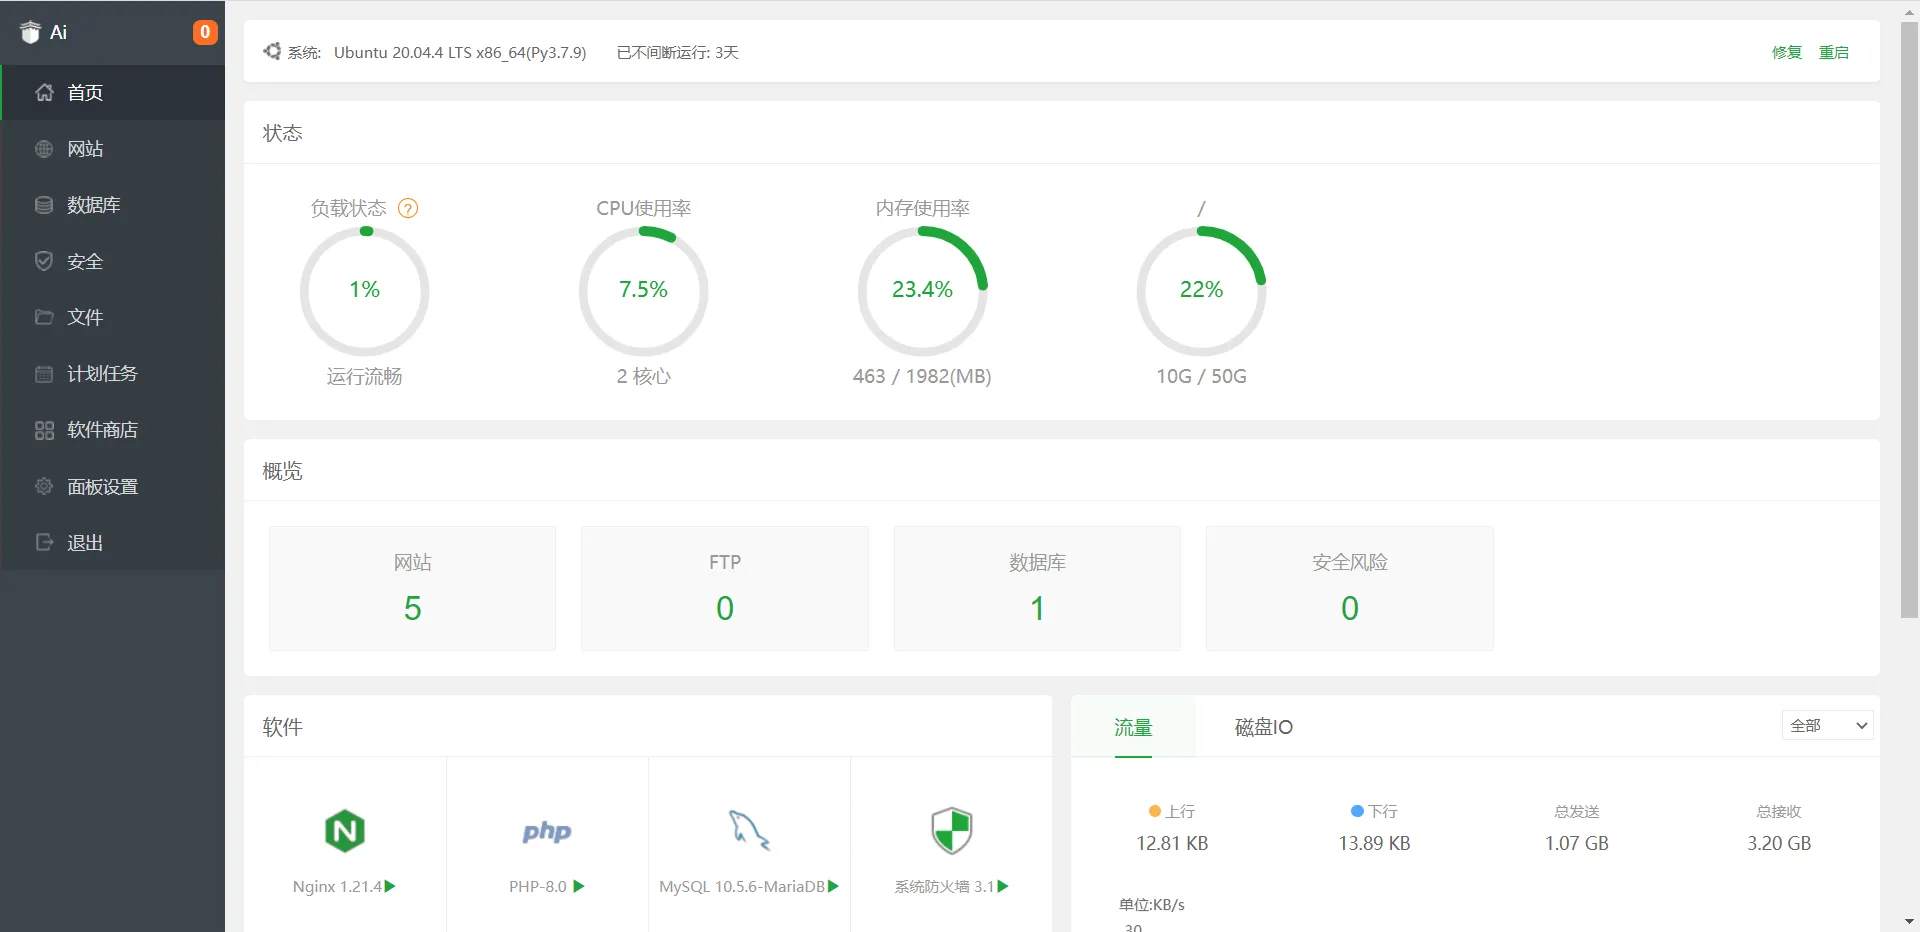 Ai
0
首页
网站
数据库
安全
文件
计划任务
软件商店
面板设置
退出
系统: Ubuntu 20.04.4 LTS x86_64(Py3.7.9) 已不间断运行: 3天
修复 重启
状态
负载状态 ?
1%
运行流畅
CPU使用率
7.5%
2 核心
内存使用率
23.4%
463 / 1982(MB)
/
22%
10G / 50G
概览
网站
5
FTP
0
数据库
1
安全风险
0
软件
N
Nginx 1.21.4
php
PHP-8.0
MySQL 10.5.6-MariaDB
系统防火墙 3.1
流量
磁盘IO
全部
上行
12.81 KB
下行
13.89 KB
总发送
1.07 GB
总接收
3.20 GB
单位:KB/s
30